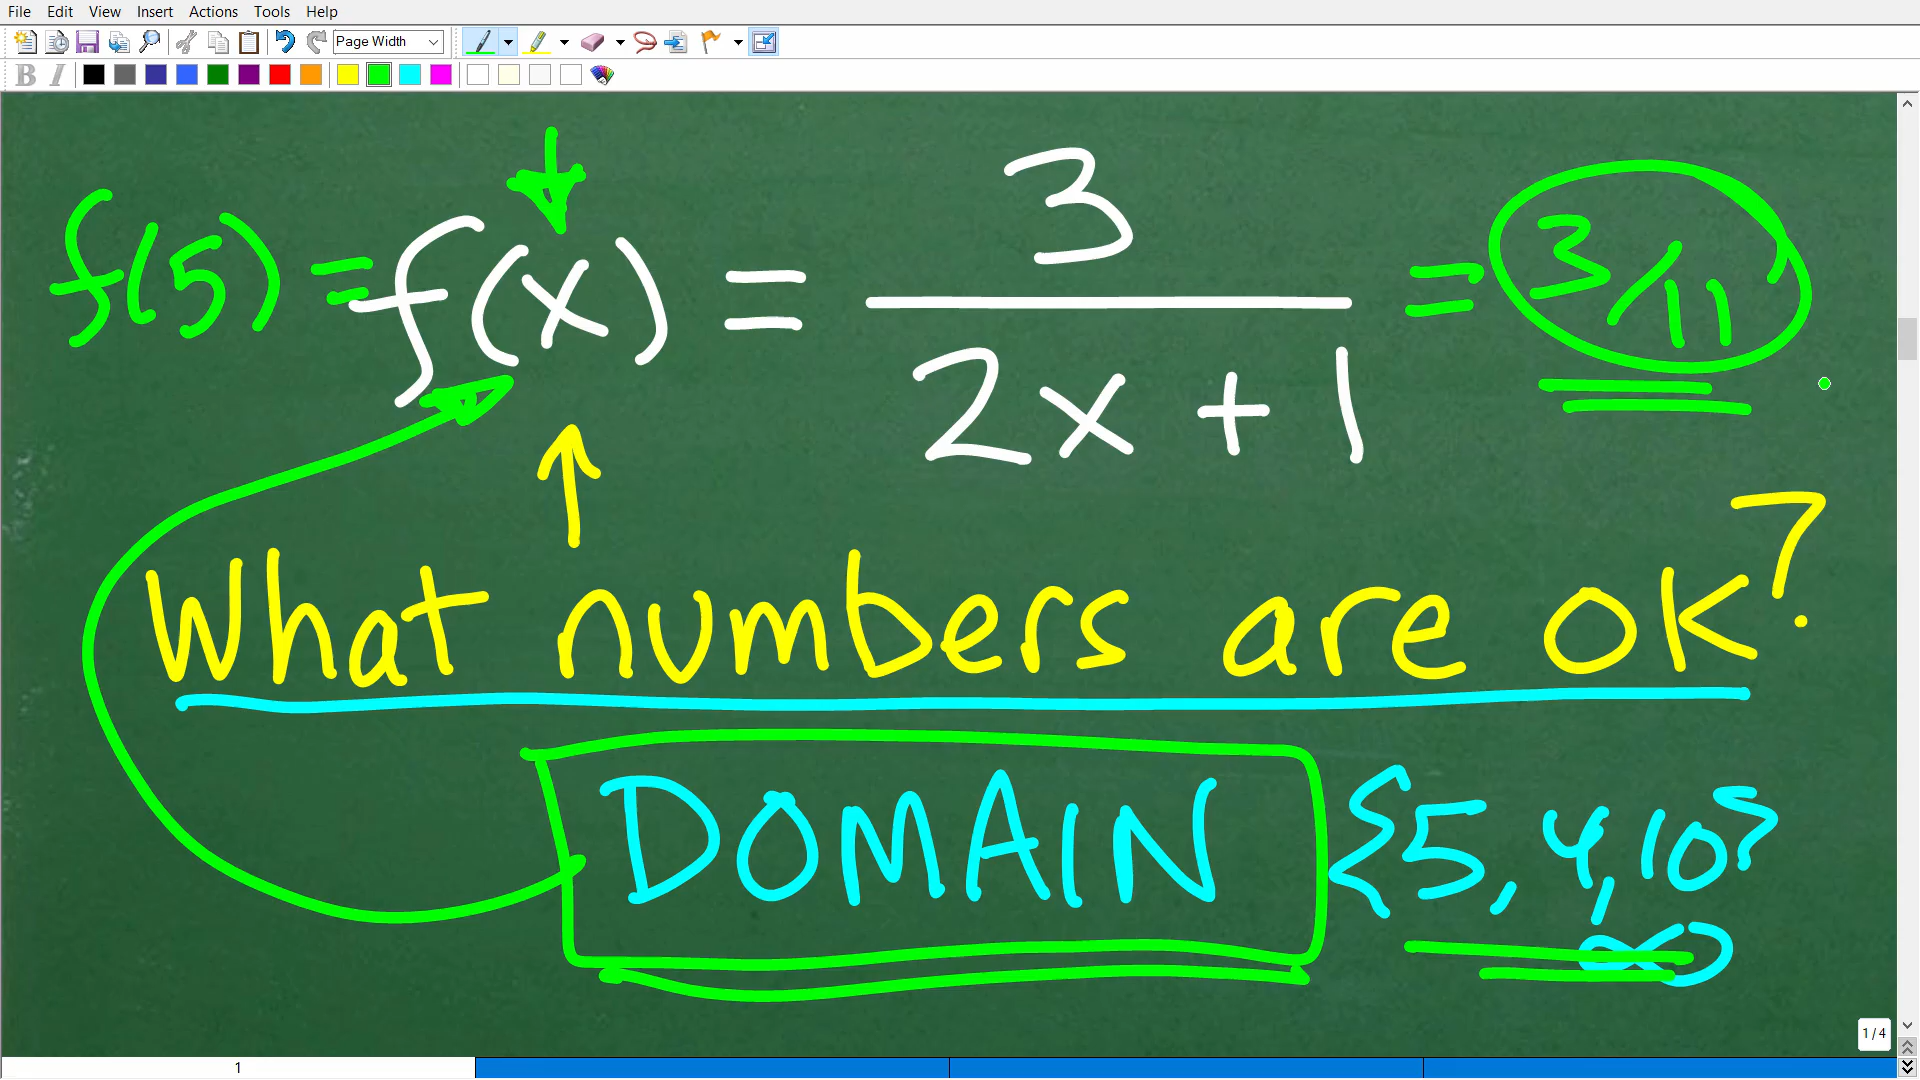 File Edit View Insert Actions Tools Help
Page Width
B I
f(5) = f(x) = 3 / (2x + 1) = 3/11
What numbers are OK?
DOMAIN {5, 4, 10}
∞
1 / 4
1